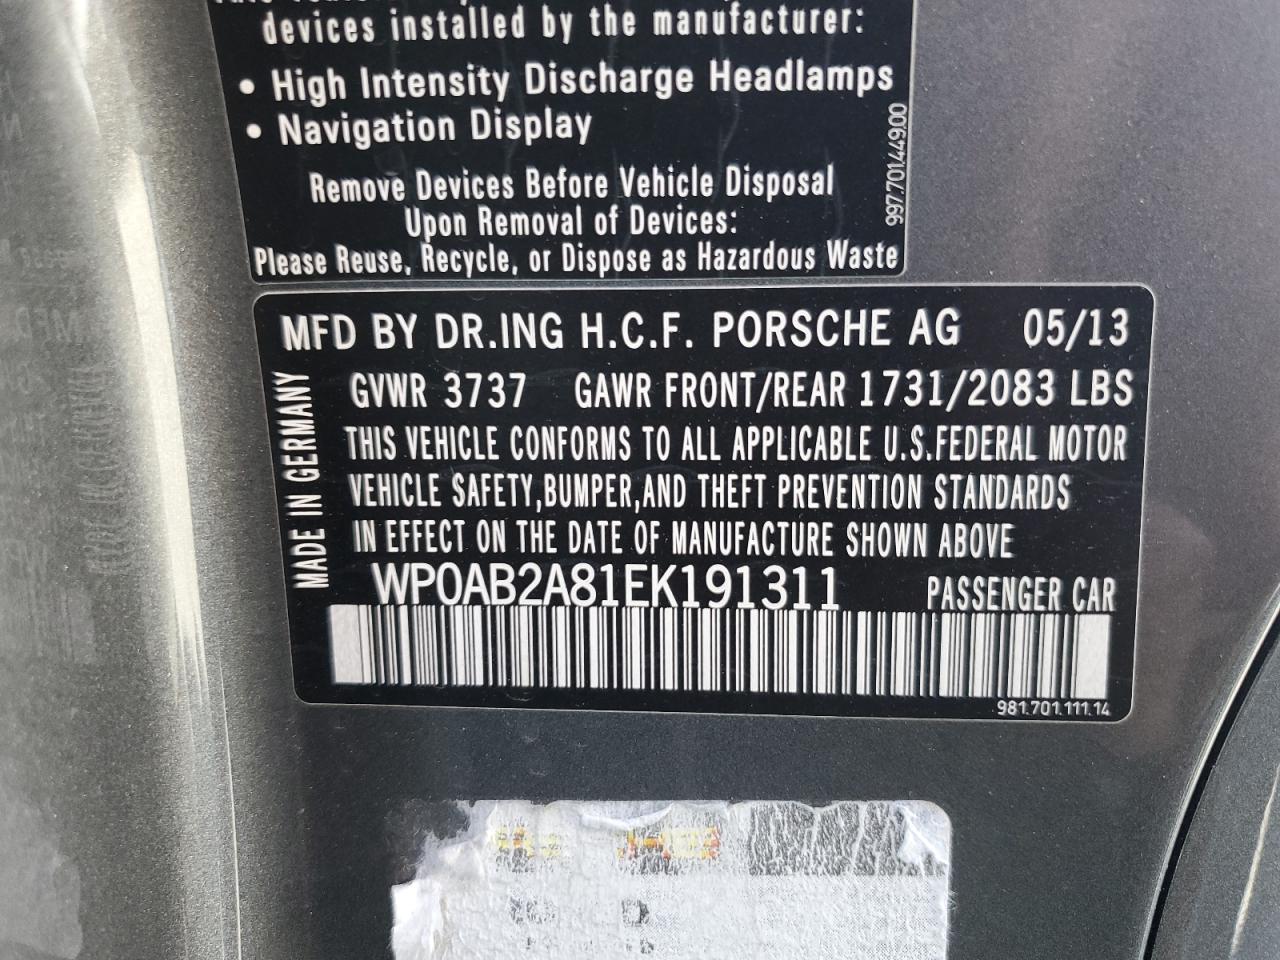 devices installed by the manufacturer:
• High Intensity Discharge Headlamps
• Navigation Display
Remove Devices Before Vehicle Disposal
Upon Removal of Devices:
Please Reuse, Recycle, or Dispose as Hazardous Waste
997.701.449.00
MFD BY DR.ING H.C.F. PORSCHE AG 05/13
GVWR 3737 GAWR FRONT/REAR 1731/2083 LBS
THIS VEHICLE CONFORMS TO ALL APPLICABLE U.S.FEDERAL MOTOR
VEHICLE SAFETY,BUMPER,AND THEFT PREVENTION STANDARDS
IN EFFECT ON THE DATE OF MANUFACTURE SHOWN ABOVE
MADE IN GERMANY
WP0AB2A81EK191311 PASSENGER CAR
981.701.111.14